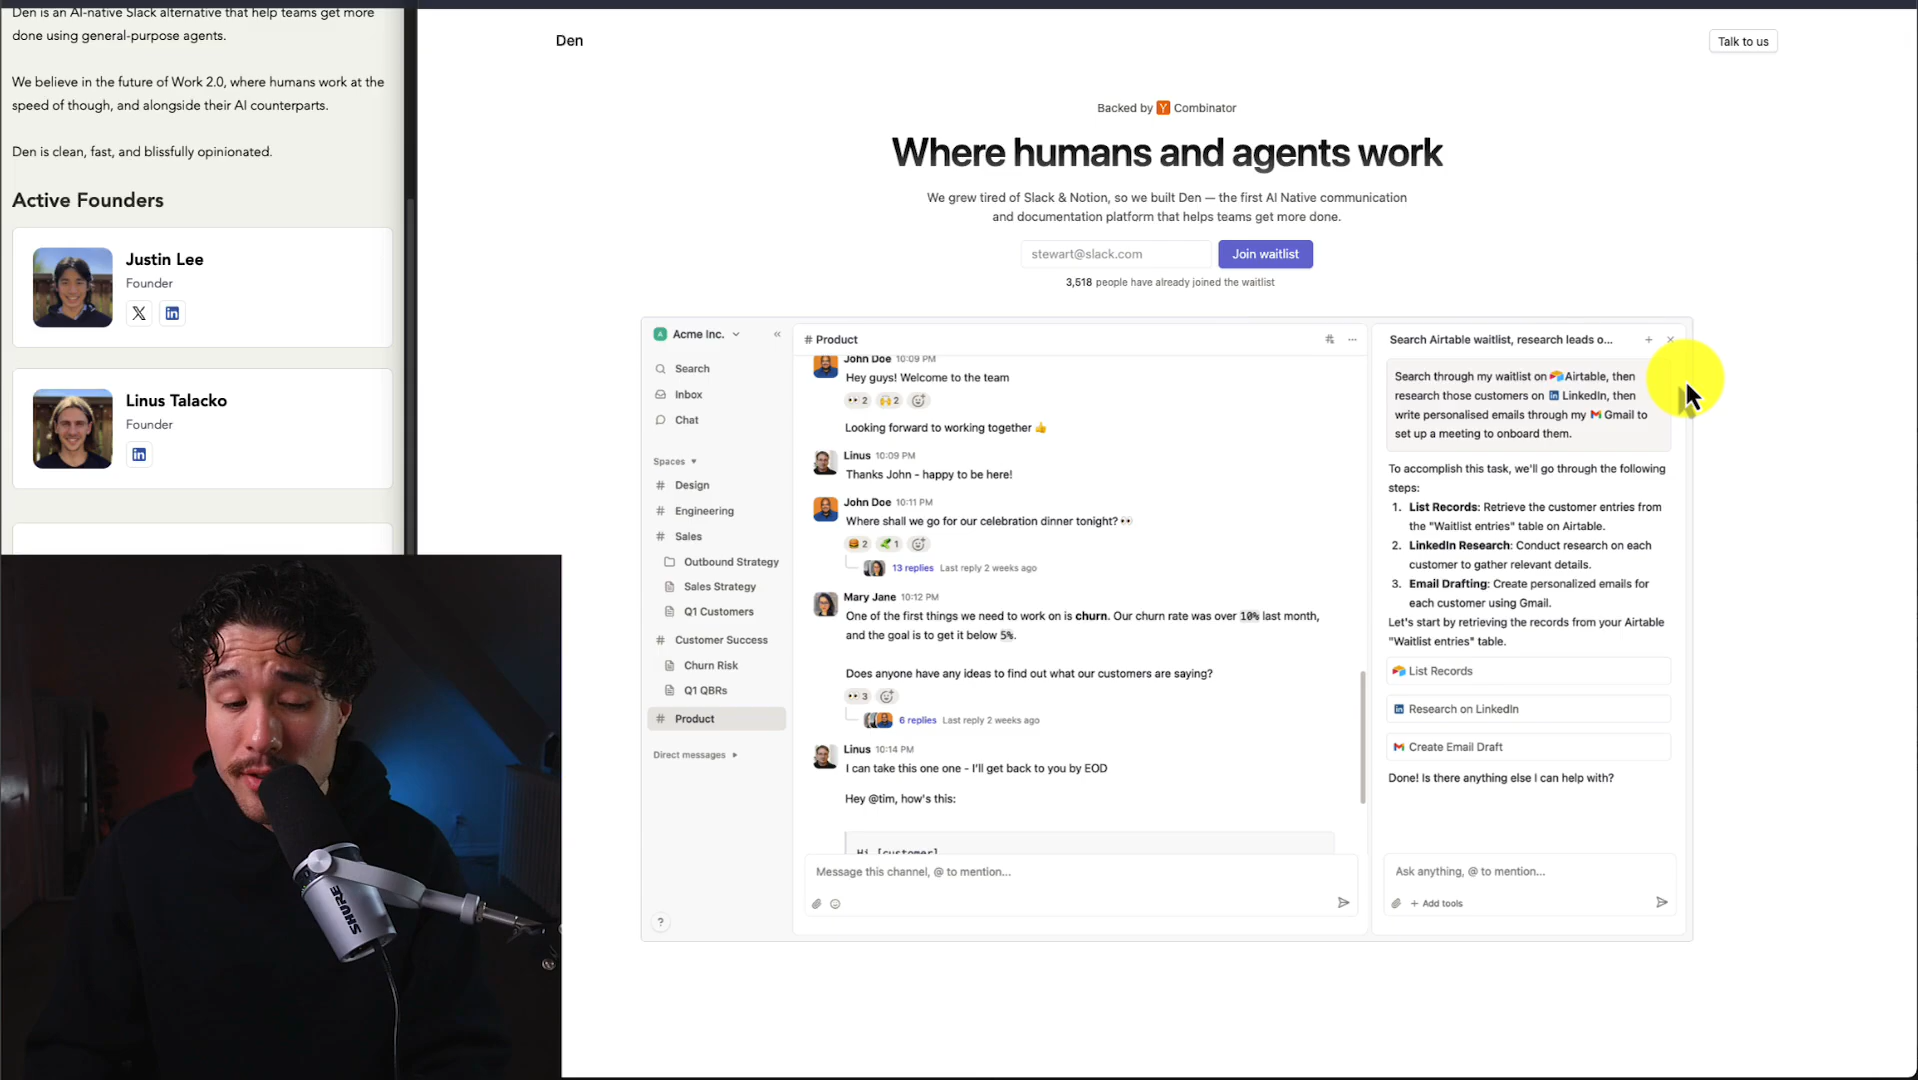 Den is an AI-native Slack alternative that help teams get more
done using general-purpose agents.
We believe in the future of Work 2.0, where humans work at the
speed of though, and alongside their AI counterparts.
Den is clean, fast, and blissfully opinionated.
Active Founders
Justin Lee
Founder
Linus Talacko
Founder
Den
Talk to us
Backed by Y Combinator
Where humans and agents work
We grew tired of Slack & Notion, so we built Den — the first AI Native communication
and documentation platform that helps teams get more done.
stewart@slack.com
Join waitlist
3,518 people have already joined the waitlist
A Acme Inc.
Search
Inbox
Chat
Spaces
# Design
# Engineering
# Sales
Outbound Strategy
Sales Strategy
Q1 Customers
# Customer Success
Churn Risk
Q1 QBRs
# Product
Direct messages
?
# Product
John Doe 10:09 PM
Hey guys! Welcome to the team
👀 2 🙌 2
Looking forward to working together 👍
Linus 10:09 PM
Thanks John - happy to be here!
John Doe 10:11 PM
Where shall we go for our celebration dinner tonight? 👀
🍔 2 1
13 replies Last reply 2 weeks ago
Mary Jane 10:12 PM
One of the first things we need to work on is churn. Our churn rate was over 10% last month,
and the goal is to get it below 5%.
Does anyone have any ideas to find out what our customers are saying?
👀 3
6 replies Last reply 2 weeks ago
Linus 10:14 PM
I can take this one one - I'll get back to you by EOD
Hey @tim, how's this:
Hi [customer]
Message this channel, @ to mention...
Search Airtable waitlist, research leads o...
Search through my waitlist on Airtable, then
research those customers on LinkedIn, then
write personalised emails through my Gmail to
set up a meeting to onboard them.
To accomplish this task, we'll go through the following
steps:
1. List Records: Retrieve the customer entries from
the "Waitlist entries" table on Airtable.
2. LinkedIn Research: Conduct research on each
customer to gather relevant details.
3. Email Drafting: Create personalized emails for
each customer using Gmail.
Let's start by retrieving the records from your Airtable
"Waitlist entries" table.
List Records
Research on LinkedIn
Create Email Draft
Done! Is there anything else I can help with?
Ask anything, @ to mention...
+ Add tools
SHURE